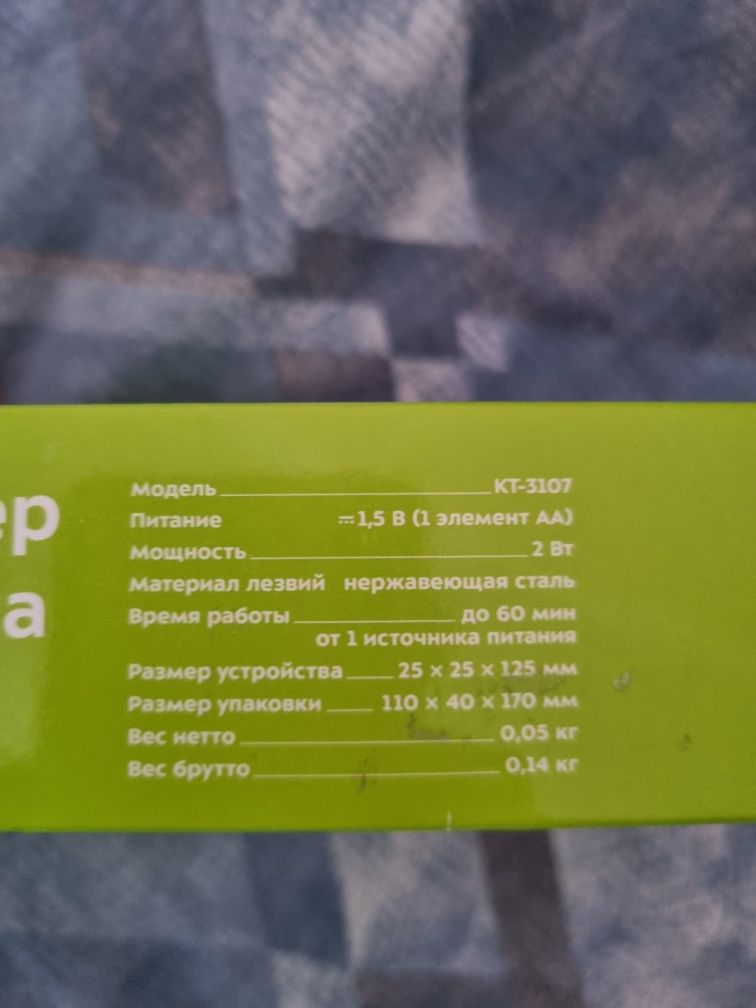 ер
а
Модель КТ-3107
Питание ⎓1,5 В (1 элемент АА)
Мощность 2 Вт
Материал лезвий нержавеющая сталь
Время работы до 60 мин
от 1 источника питания
Размер устройства 25 × 25 × 125 мм
Размер упаковки 110 × 40 × 170 мм
Вес нетто 0,05 кг
Вес брутто 0,14 кг